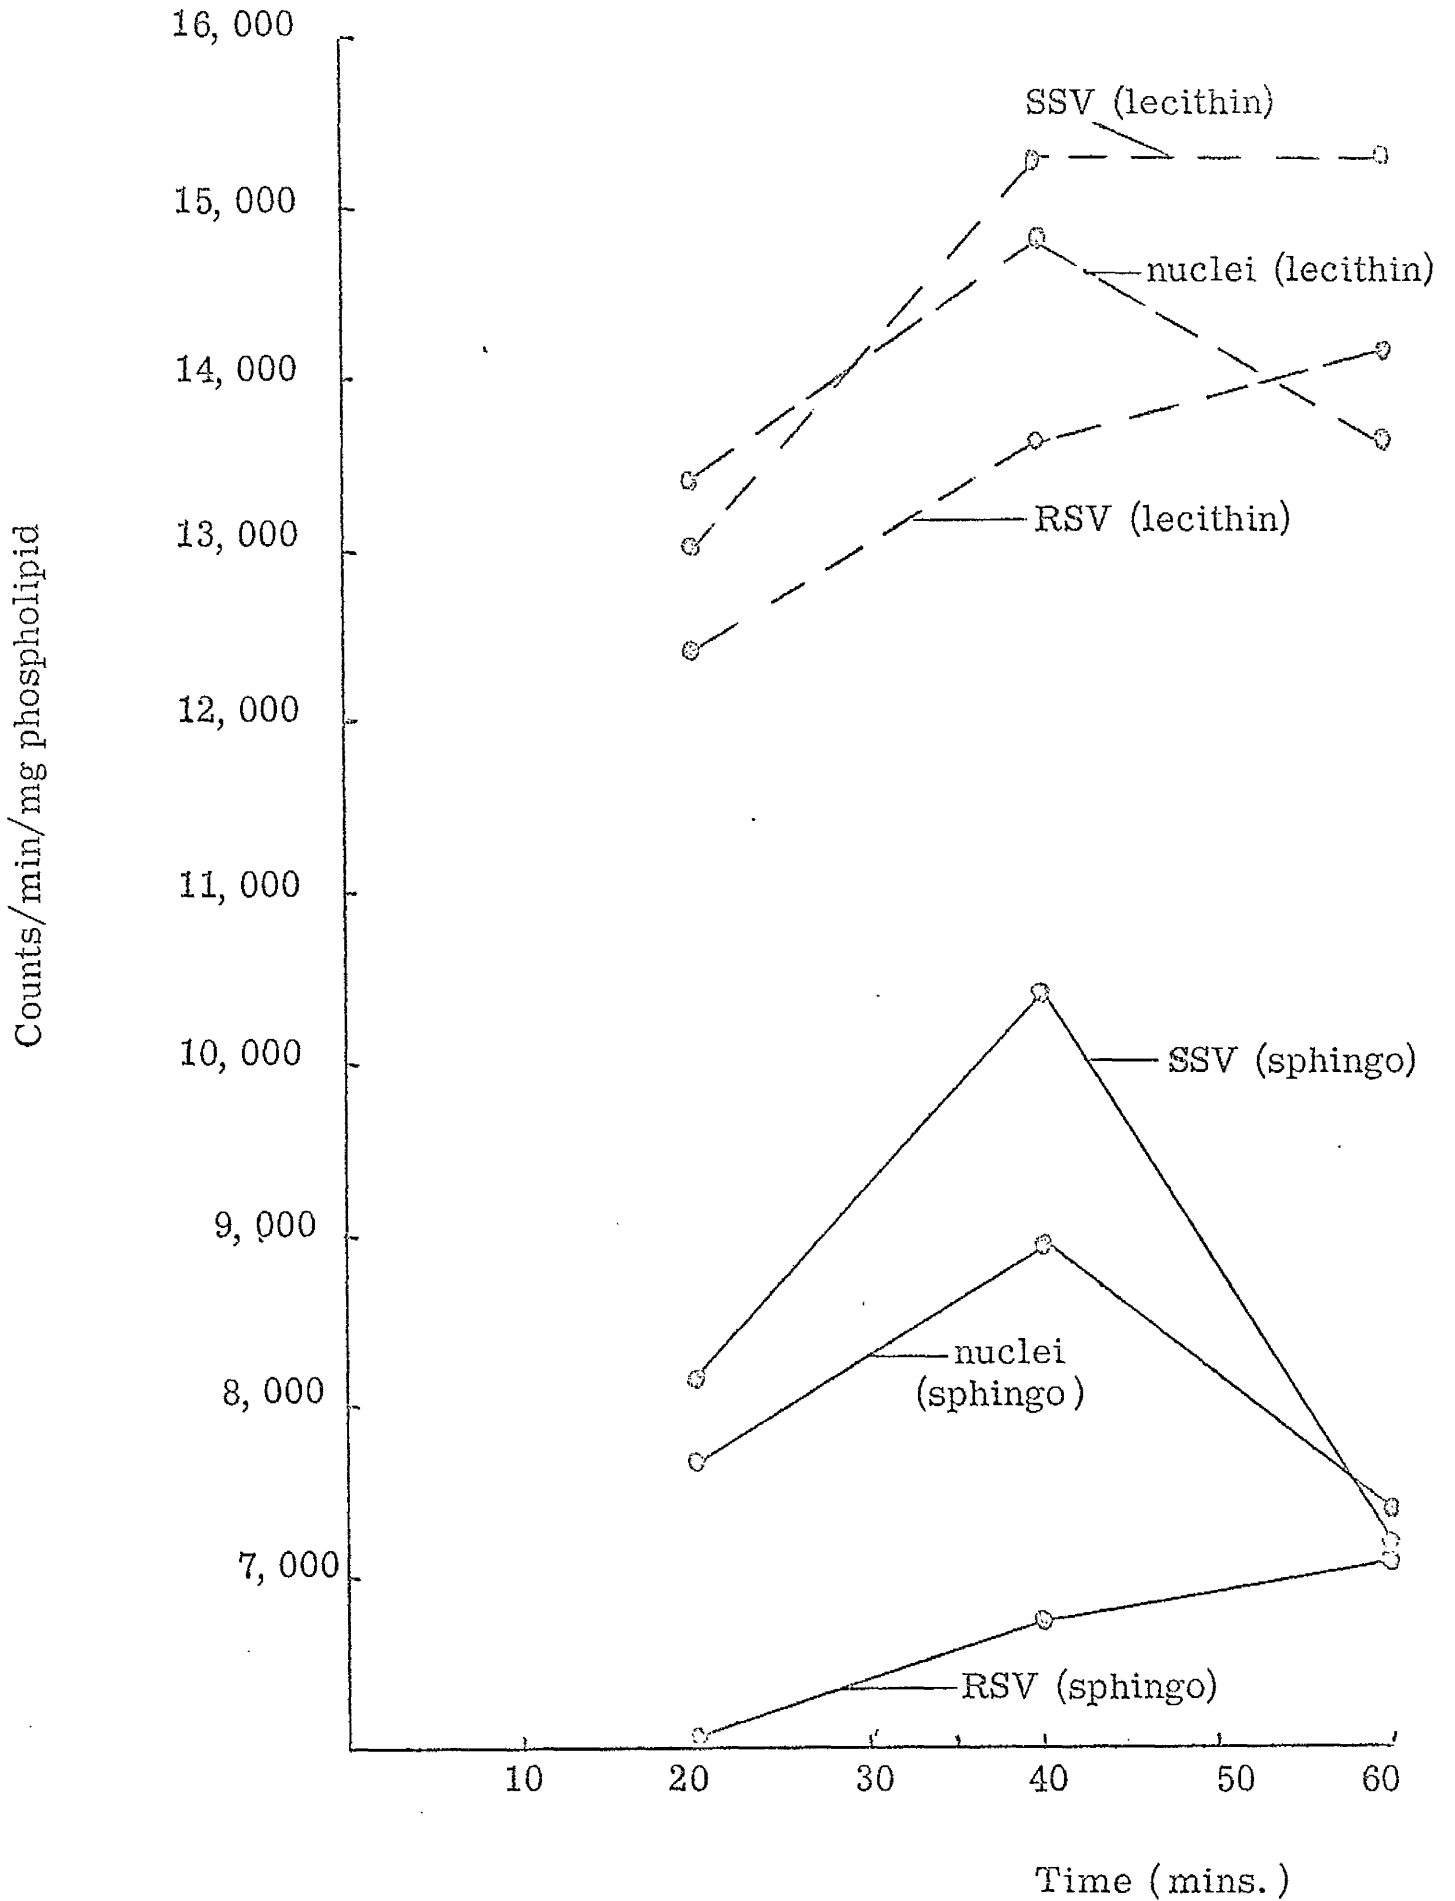 16, 000
SSV (lecithin)
15, 000
nuclei (lecithin)
14, 000
13, 000
RSV (lecithin)
12, 000
11, 000
10, 000
SSV (sphingo)
9, 000
nuclei
(sphingo)
8, 000
7, 000
RSV (sphingo)
10 20 30 40 50 60
Time (mins.)
Counts/min/mg phospholipid